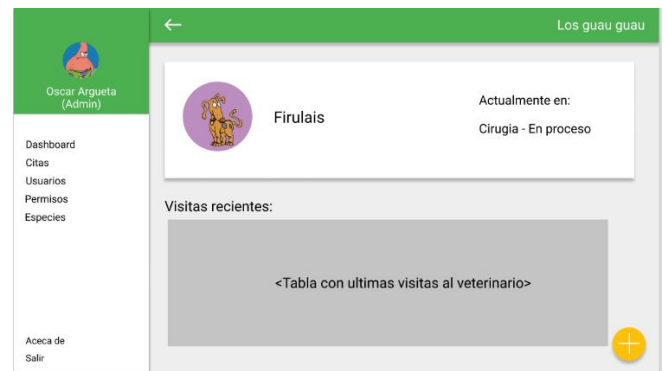 Los guau guau
Oscar Argueta
(Admin)
Dashboard
Citas
Usuarios
Permisos
Especies
Aceca de
Salir
Firulais
Actualmente en:
Cirugia - En proceso
Visitas recientes:
<Tabla con ultimas visitas al veterinario>